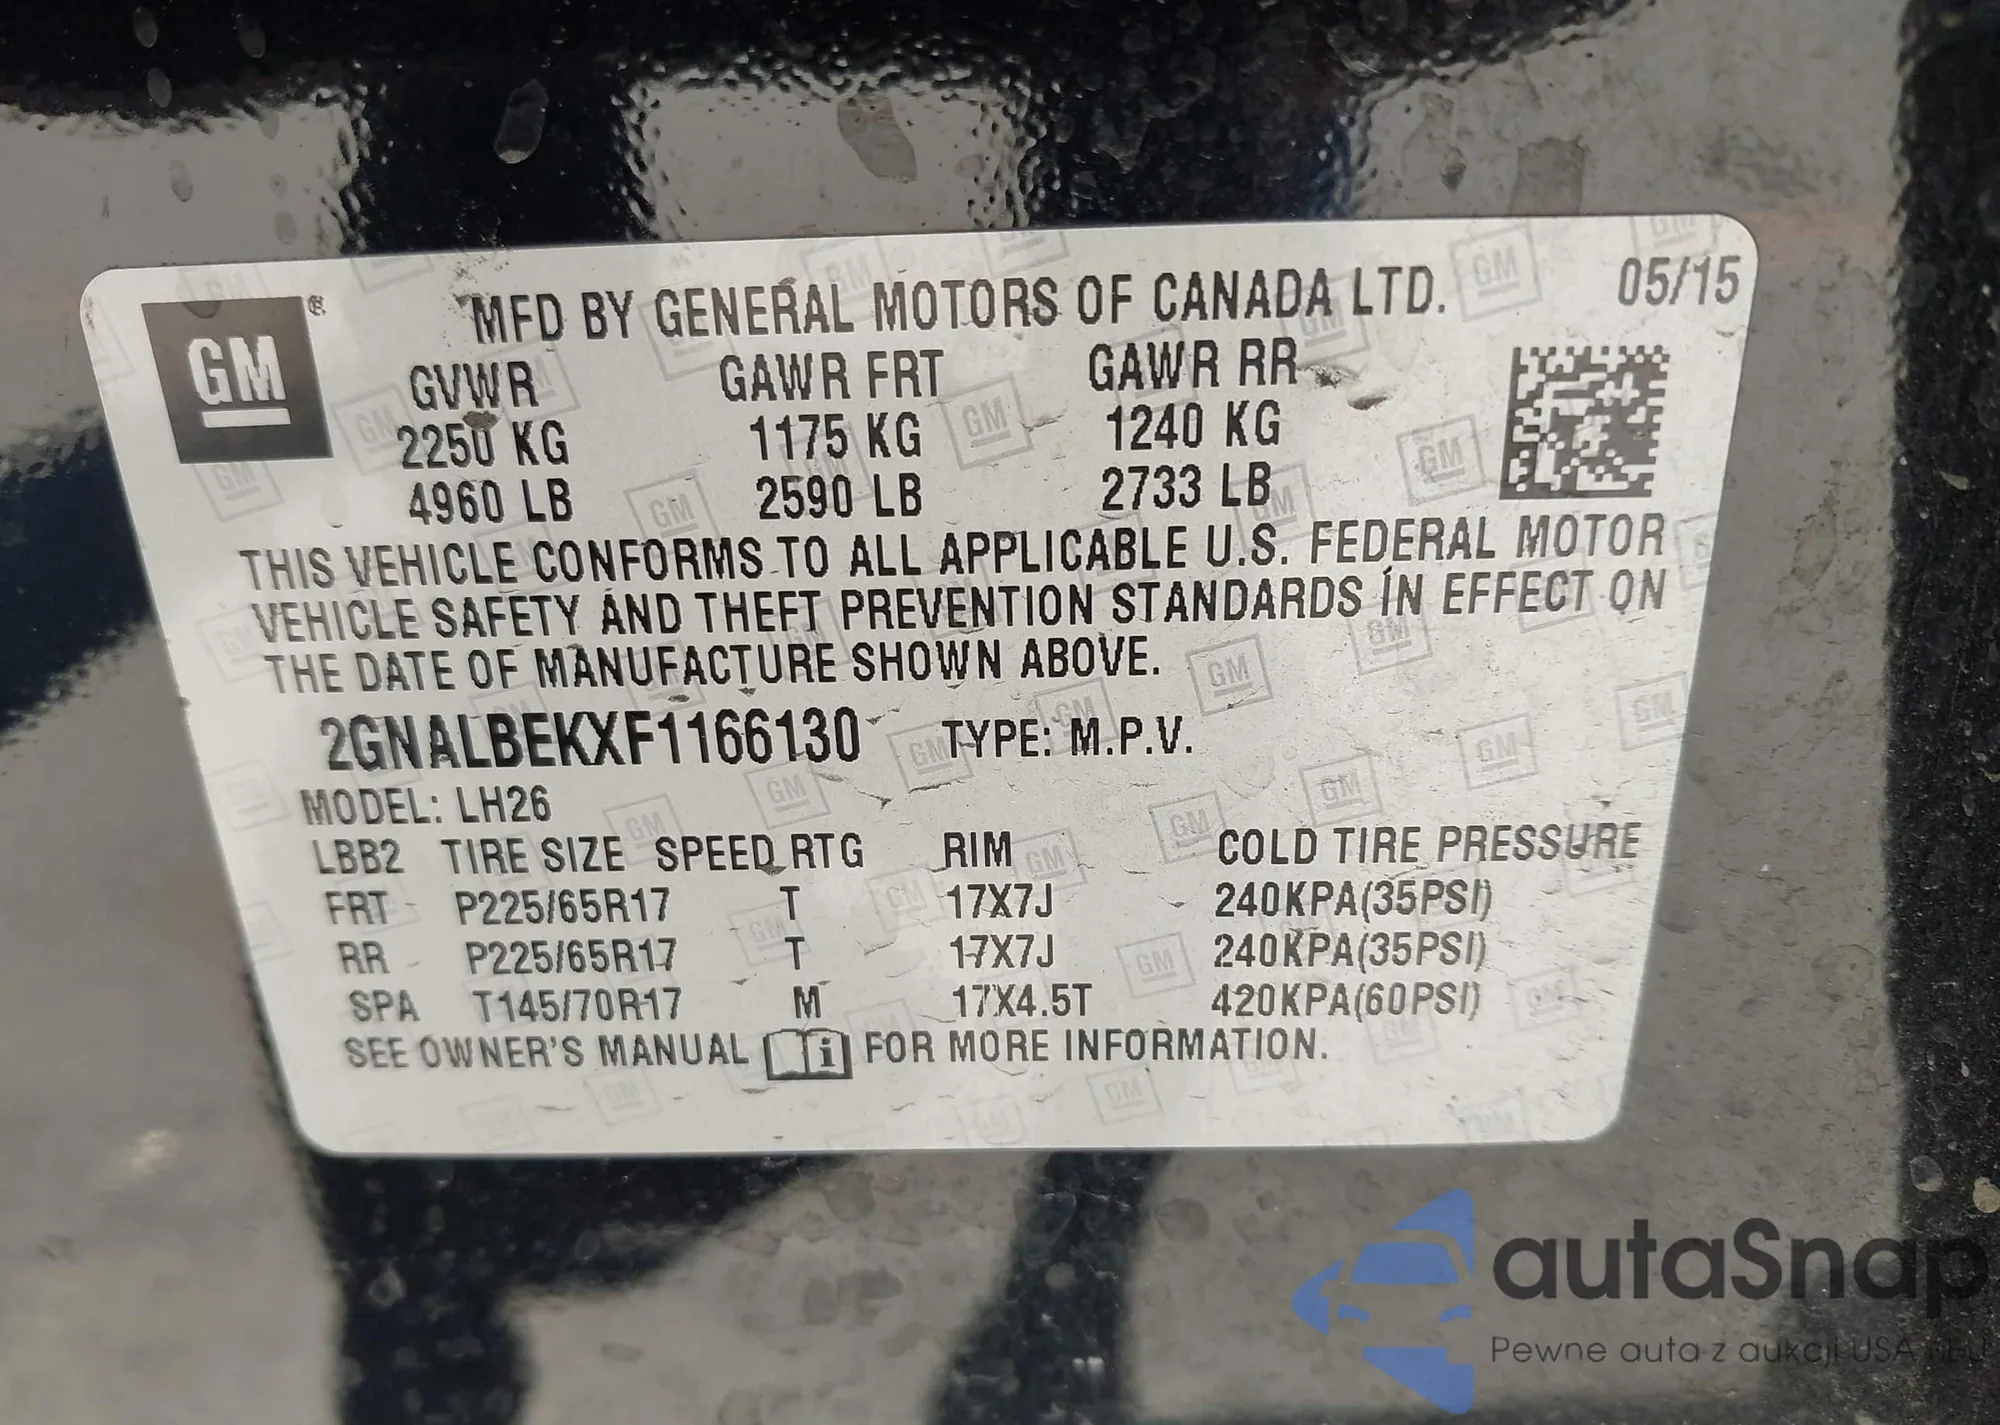 GM ®
MFD BY GENERAL MOTORS OF CANADA LTD. 05/15
GVWR GAWR FRT GAWR RR
2250 KG 1175 KG 1240 KG
4960 LB 2590 LB 2733 LB
THIS VEHICLE CONFORMS TO ALL APPLICABLE U.S. FEDERAL MOTOR
VEHICLE SAFETY AND THEFT PREVENTION STANDARDS IN EFFECT ON
THE DATE OF MANUFACTURE SHOWN ABOVE.
2GNALBEKXF1166130 TYPE: M.P.V.
MODEL: LH26
LBB2 TIRE SIZE SPEED RTG RIM COLD TIRE PRESSURE
FRT P225/65R17 T 17X7J 240KPA(35PSI)
RR P225/65R17 T 17X7J 240KPA(35PSI)
SPA T145/70R17 M 17X4.5T 420KPA(60PSI)
SEE OWNER'S MANUAL i FOR MORE INFORMATION.
autaSnap
Pewne auta z aukcji USA